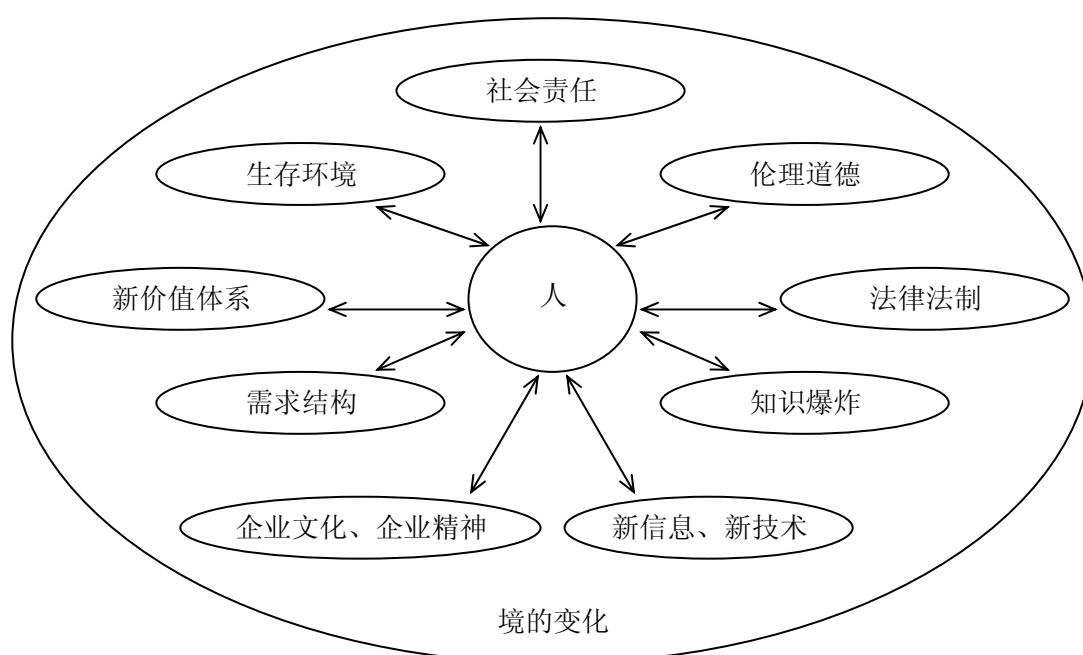 社会责任
生存环境
伦理道德
新价值体系
人
法律法制
需求结构
知识爆炸
企业文化、企业精神
新信息、新技术
境的变化